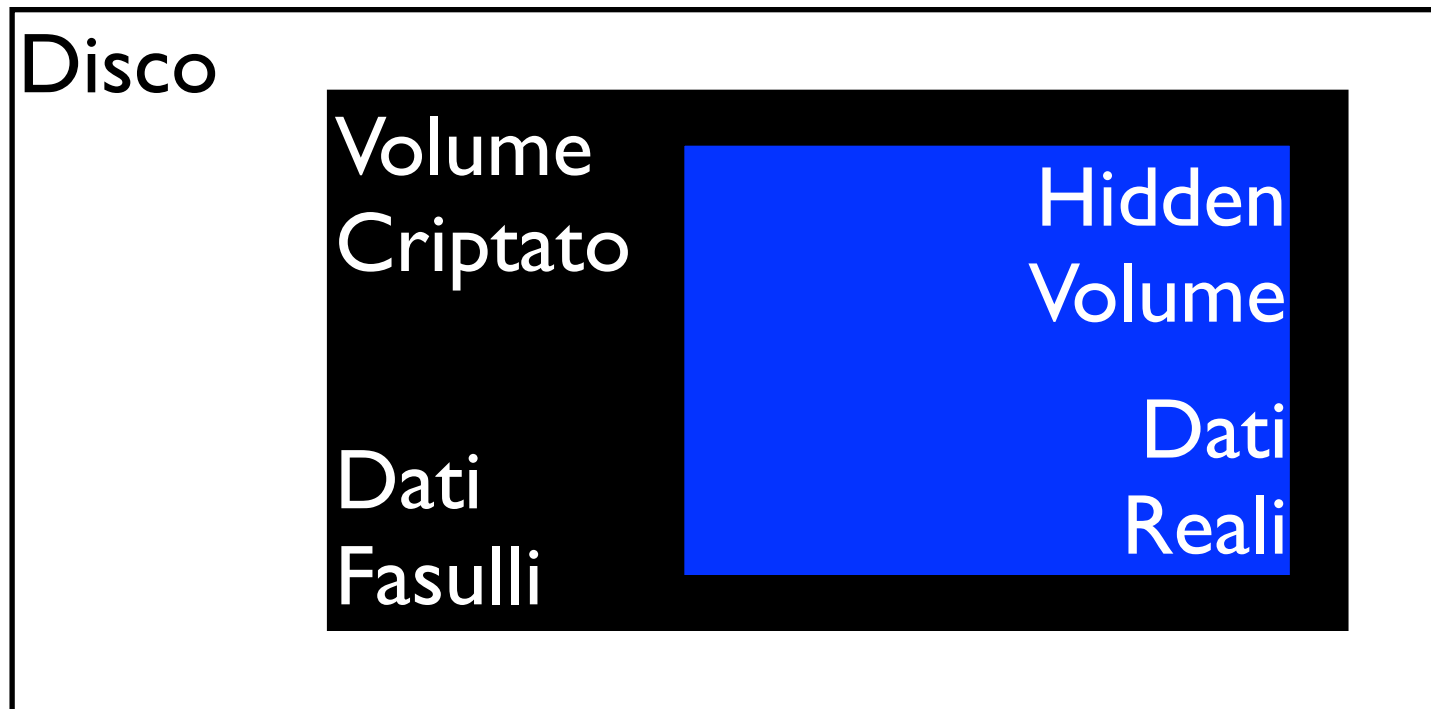 Disco
Volume
Criptato
Dati
Fasulli
Hidden
Volume
Dati
Reali